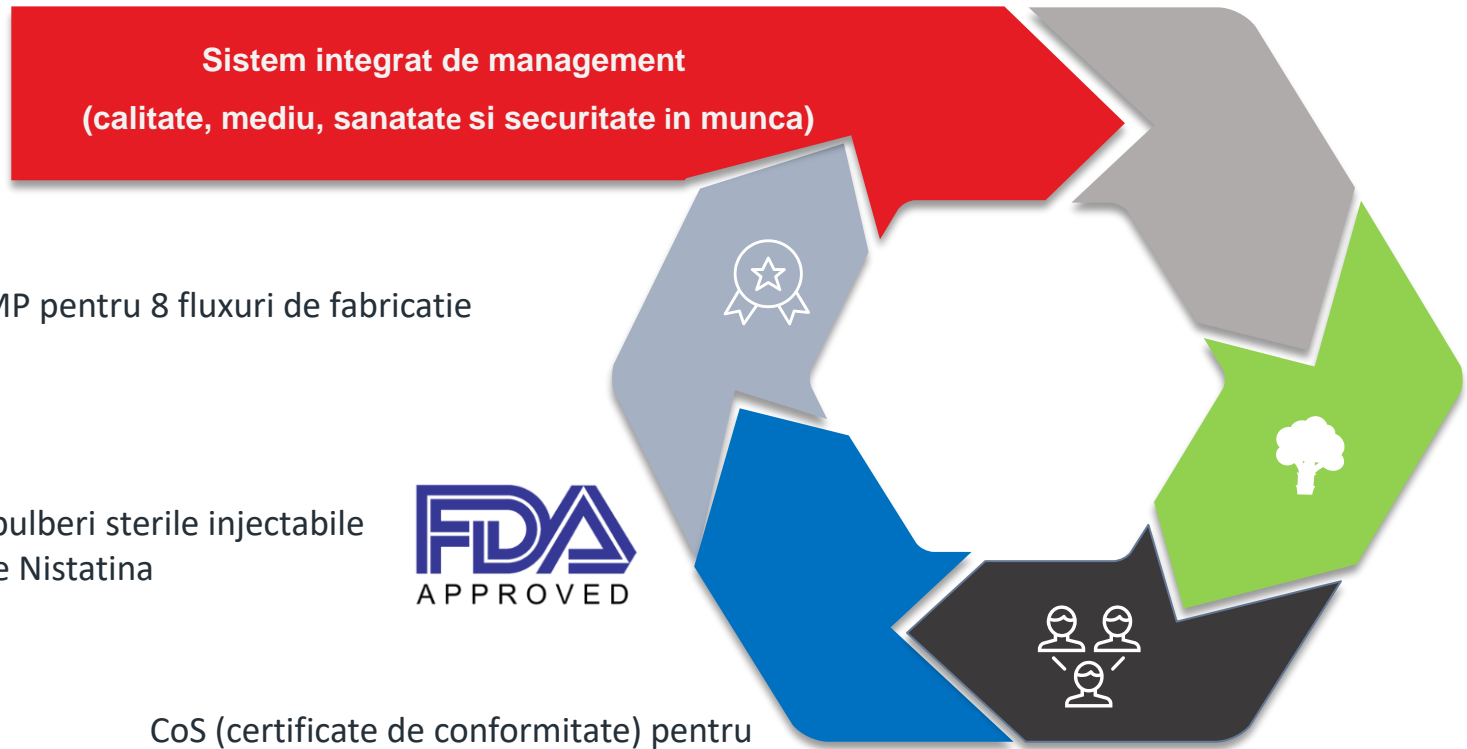 Sistem integrat de management
(calitate, mediu, sanatate si securitate in munca)
MP pentru 8 fluxuri de fabricatie
pulberi sterile injectabile
e Nistatina
FDA
APPROVED
CoS (certificate de conformitate) pentru